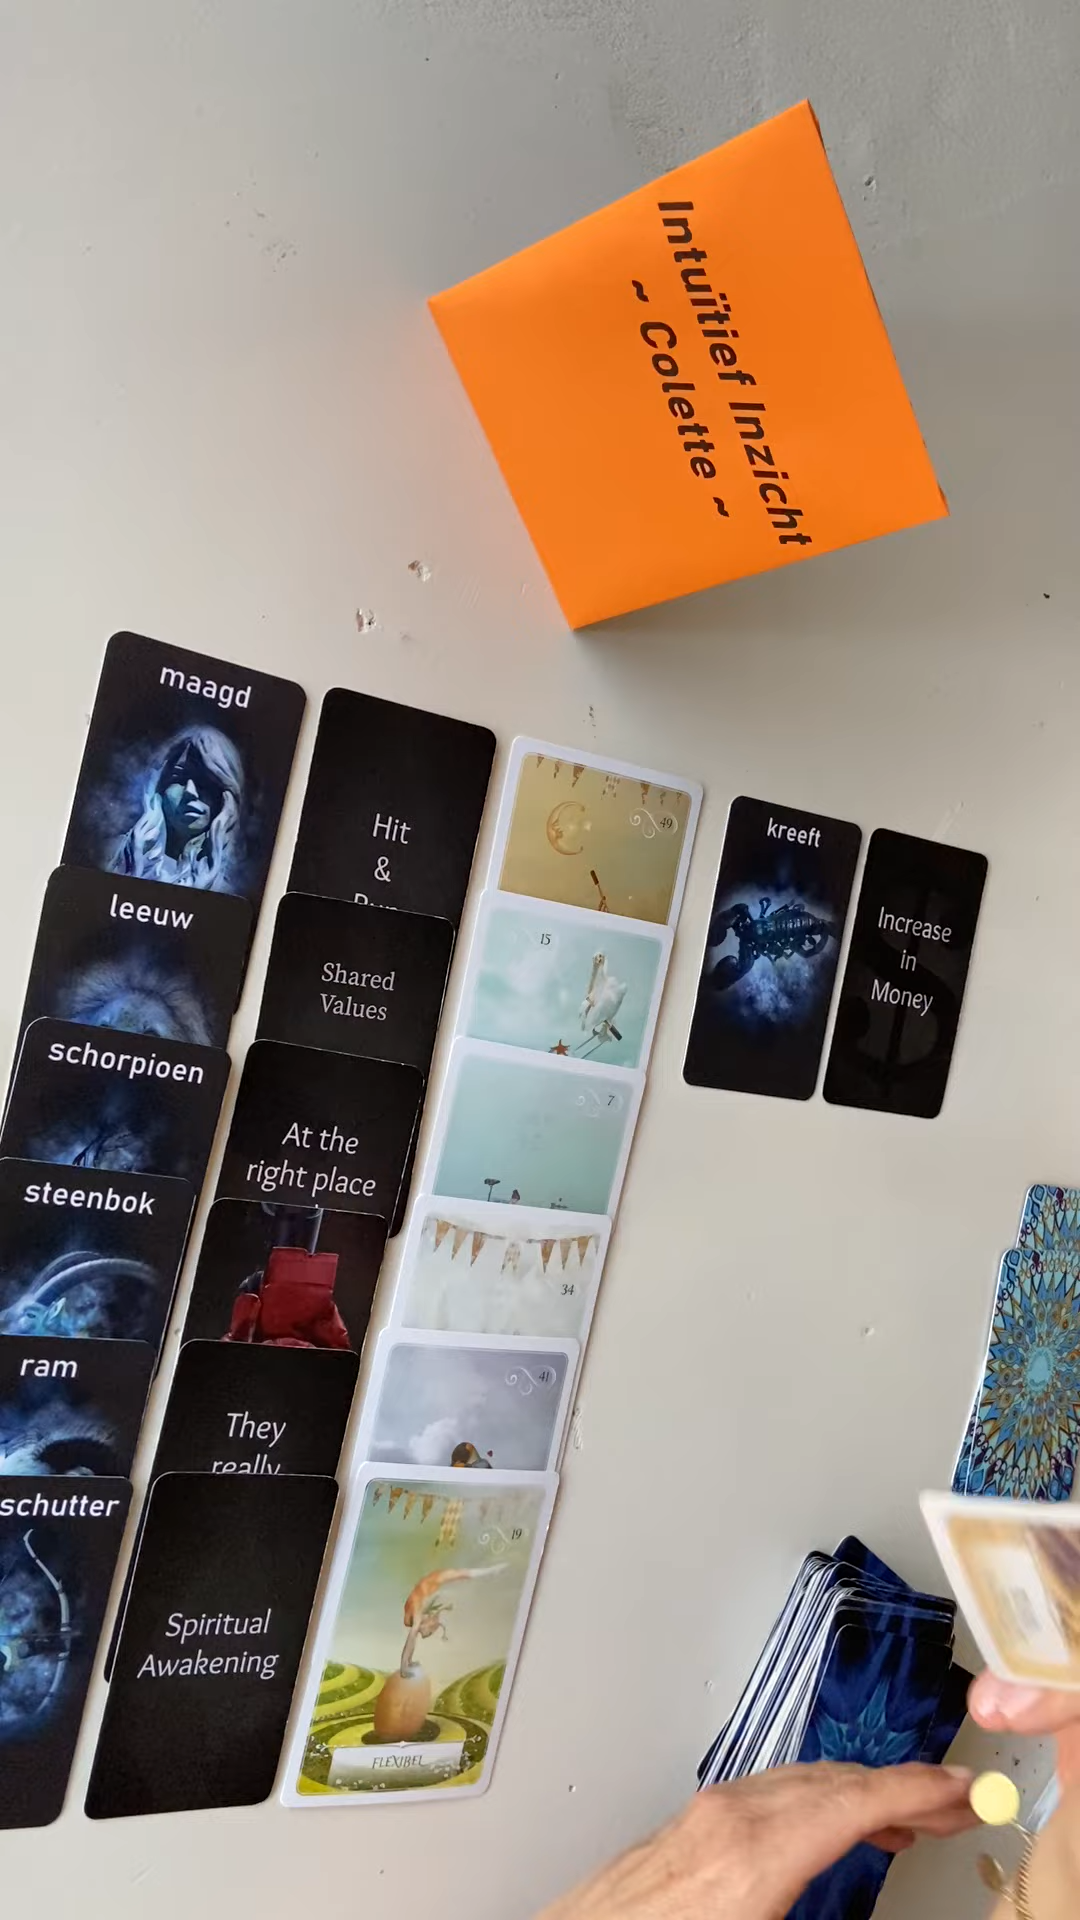 Intuïtief Inzicht
~ Colette ~
maagd
Hit
&
49
kreeft
Increase
in
Money
leeuw
Shared
Values
15
schorpioen
At the
right place
7
steenbok
34
ram
They
really
41
schutter
Spiritual
Awakening
19
FLEXIBEL